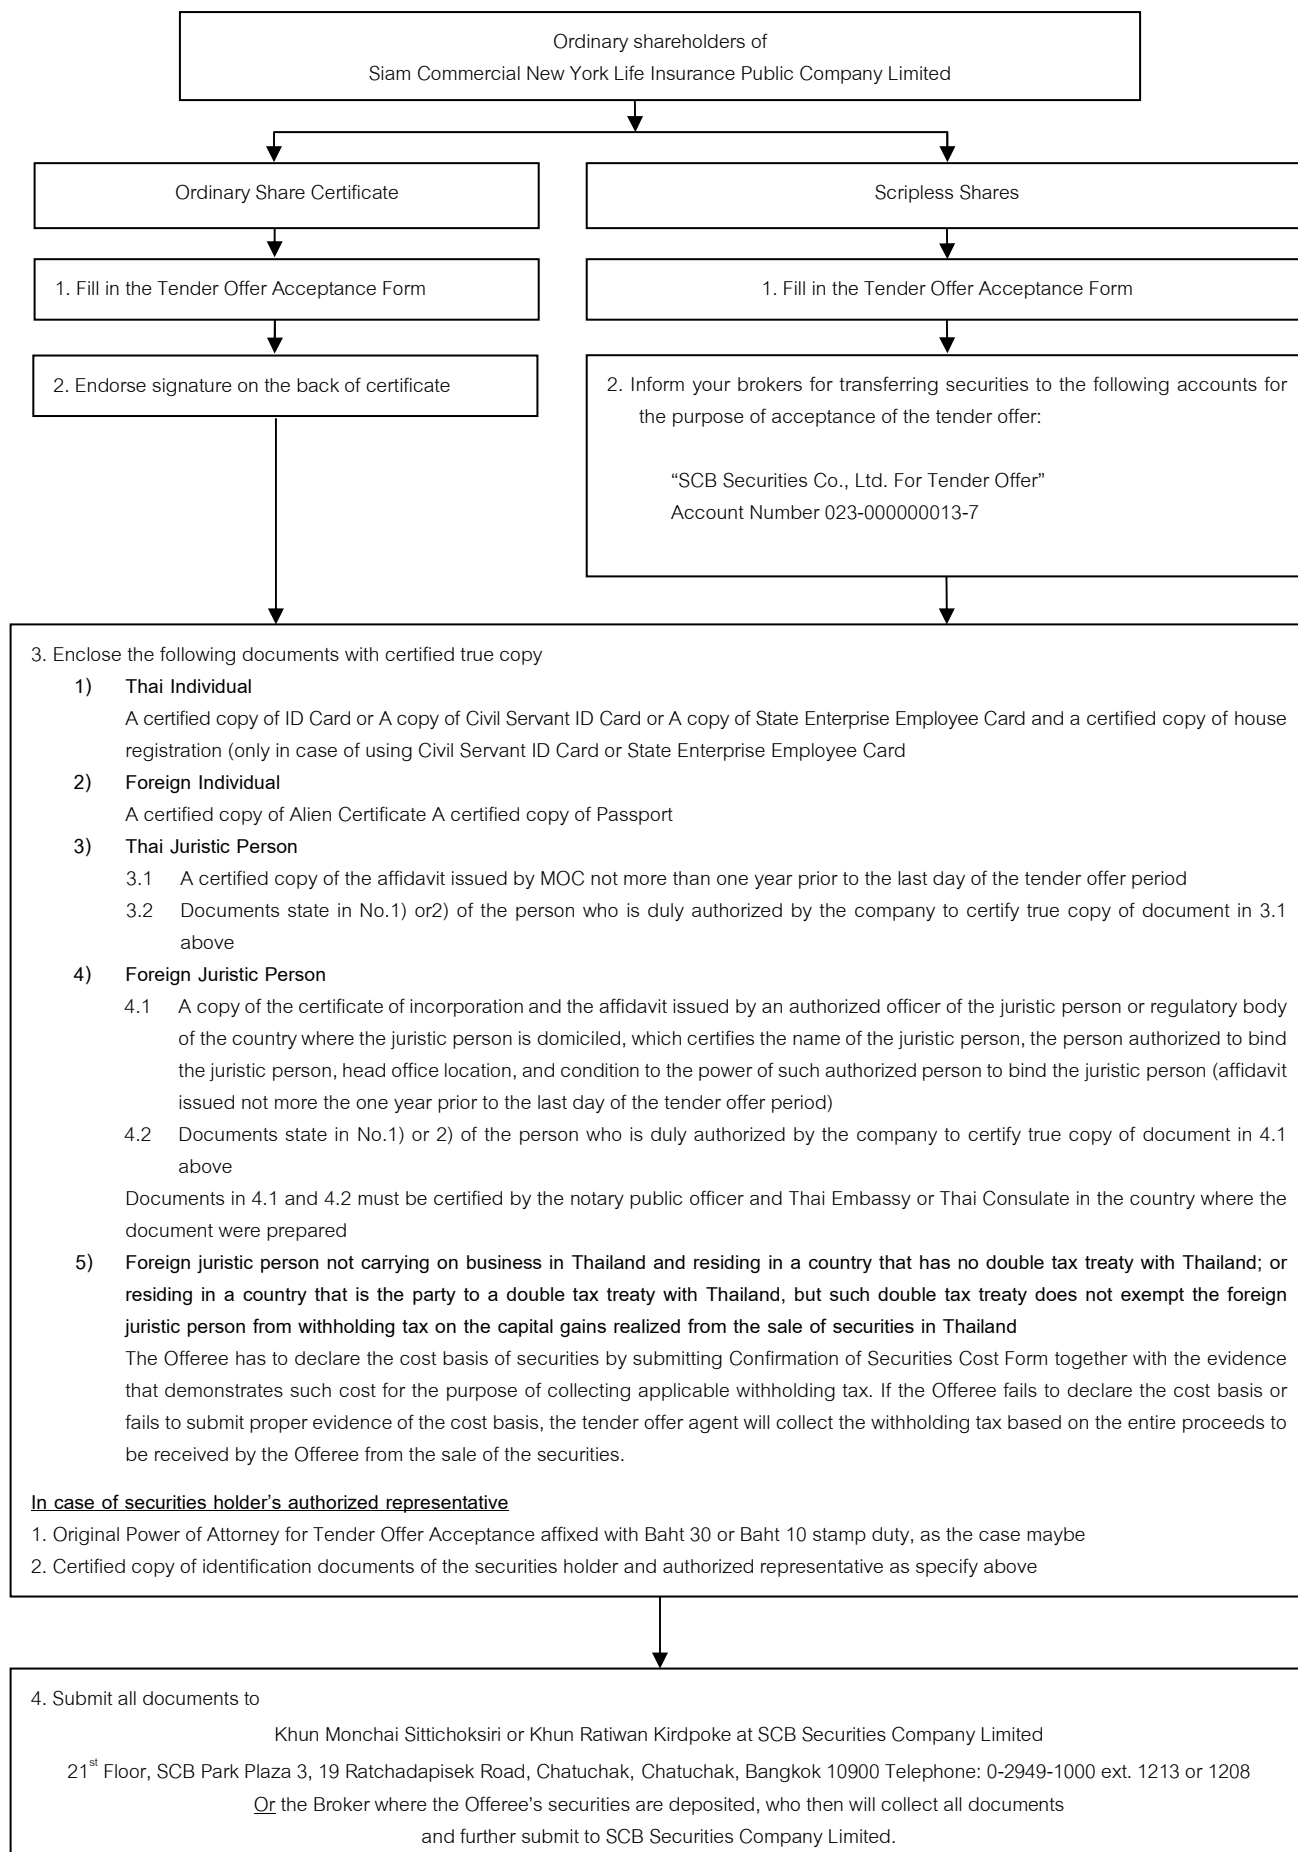 Ordinary shareholders of
Siam Commercial New York Life Insurance Public Company Limited
Ordinary Share Certificate
Scripless Shares
1. Fill in the Tender Offer Acceptance Form
1. Fill in the Tender Offer Acceptance Form
2. Endorse signature on the back of certificate
2. Inform your brokers for transferring securities to the following accounts for
the purpose of acceptance of the tender offer:
“SCB Securities Co., Ltd. For Tender Offer”
Account Number 023-000000013-7
3. Enclose the following documents with certified true copy
1) Thai Individual
A certified copy of ID Card or A copy of Civil Servant ID Card or A copy of State Enterprise Employee Card and a certified copy of house
registration (only in case of using Civil Servant ID Card or State Enterprise Employee Card
2) Foreign Individual
A certified copy of Alien Certificate A certified copy of Passport
3) Thai Juristic Person
3.1 A certified copy of the affidavit issued by MOC not more than one year prior to the last day of the tender offer period
3.2 Documents state in No.1) or2) of the person who is duly authorized by the company to certify true copy of document in 3.1
above
4) Foreign Juristic Person
4.1 A copy of the certificate of incorporation and the affidavit issued by an authorized officer of the juristic person or regulatory body
of the country where the juristic person is domiciled, which certifies the name of the juristic person, the person authorized to bind
the juristic person, head office location, and condition to the power of such authorized person to bind the juristic person (affidavit
issued not more the one year prior to the last day of the tender offer period)
4.2 Documents state in No.1) or 2) of the person who is duly authorized by the company to certify true copy of document in 4.1
above
Documents in 4.1 and 4.2 must be certified by the notary public officer and Thai Embassy or Thai Consulate in the country where the
document were prepared
5) Foreign juristic person not carrying on business in Thailand and residing in a country that has no double tax treaty with Thailand; or
residing in a country that is the party to a double tax treaty with Thailand, but such double tax treaty does not exempt the foreign
juristic person from withholding tax on the capital gains realized from the sale of securities in Thailand
The Offeree has to declare the cost basis of securities by submitting Confirmation of Securities Cost Form together with the evidence
that demonstrates such cost for the purpose of collecting applicable withholding tax. If the Offeree fails to declare the cost basis or
fails to submit proper evidence of the cost basis, the tender offer agent will collect the withholding tax based on the entire proceeds to
be received by the Offeree from the sale of the securities.
In case of securities holder’s authorized representative
1. Original Power of Attorney for Tender Offer Acceptance affixed with Baht 30 or Baht 10 stamp duty, as the case maybe
2. Certified copy of identification documents of the securities holder and authorized representative as specify above
4. Submit all documents to
Khun Monchai Sittichoksiri or Khun Ratiwan Kirdpoke at SCB Securities Company Limited
21st Floor, SCB Park Plaza 3, 19 Ratchadapisek Road, Chatuchak, Chatuchak, Bangkok 10900 Telephone: 0-2949-1000 ext. 1213 or 1208
Or the Broker where the Offeree’s securities are deposited, who then will collect all documents
and further submit to SCB Securities Company Limited.